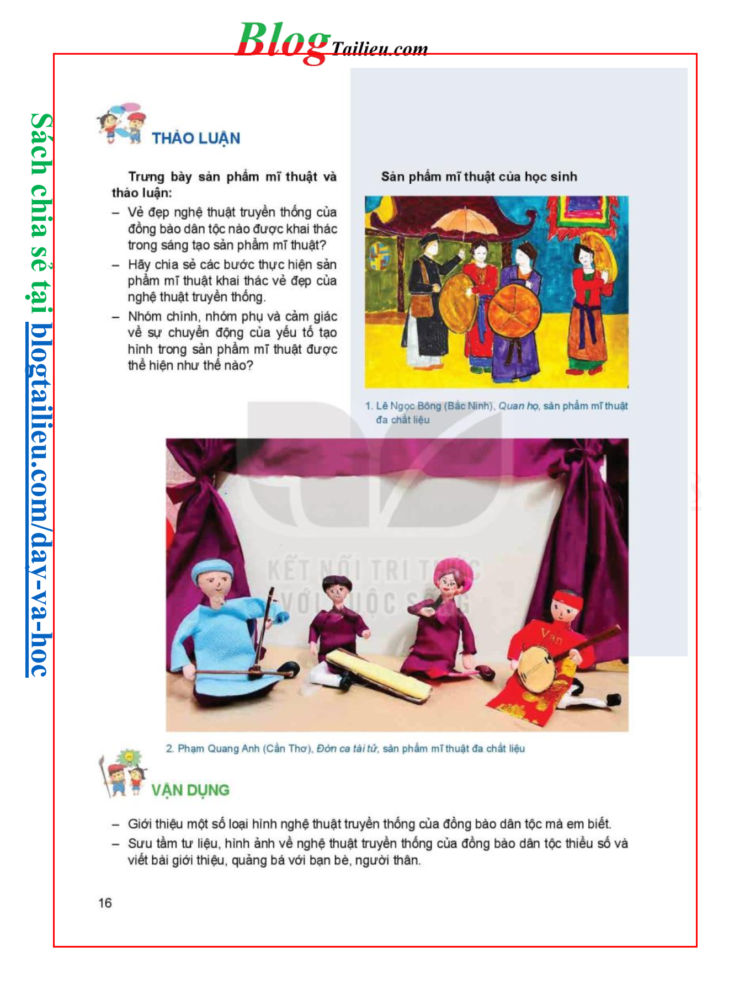 Blog Tailieu.com
Sách chia sẻ tại blogtailieu.com/day-va-hoc
THẢO LUẬN
Trưng bày sản phẩm mĩ thuật và
thảo luận:
– Vẻ đẹp nghệ thuật truyền thống của
đồng bào dân tộc nào được khai thác
trong sáng tạo sản phẩm mĩ thuật?
– Hãy chia sẻ các bước thực hiện sản
phẩm mĩ thuật khai thác vẻ đẹp của
nghệ thuật truyền thống.
– Nhóm chính, nhóm phụ và cảm giác
về sự chuyển động của yếu tố tạo
hình trong sản phẩm mĩ thuật được
thể hiện như thế nào?
Sản phẩm mĩ thuật của học sinh
1. Lê Ngọc Bông (Bắc Ninh), Quan họ, sản phẩm mĩ thuật
đa chất liệu
KẾT NỐI TRI THỨC
VỚI CUỘC SỐNG
Vạn
2. Phạm Quang Anh (Cần Thơ), Đờn ca tài tử, sản phẩm mĩ thuật đa chất liệu
VẬN DỤNG
– Giới thiệu một số loại hình nghệ thuật truyền thống của đồng bào dân tộc mà em biết.
– Sưu tầm tư liệu, hình ảnh về nghệ thuật truyền thống của đồng bào dân tộc thiểu số và
viết bài giới thiệu, quảng bá với bạn bè, người thân.
16